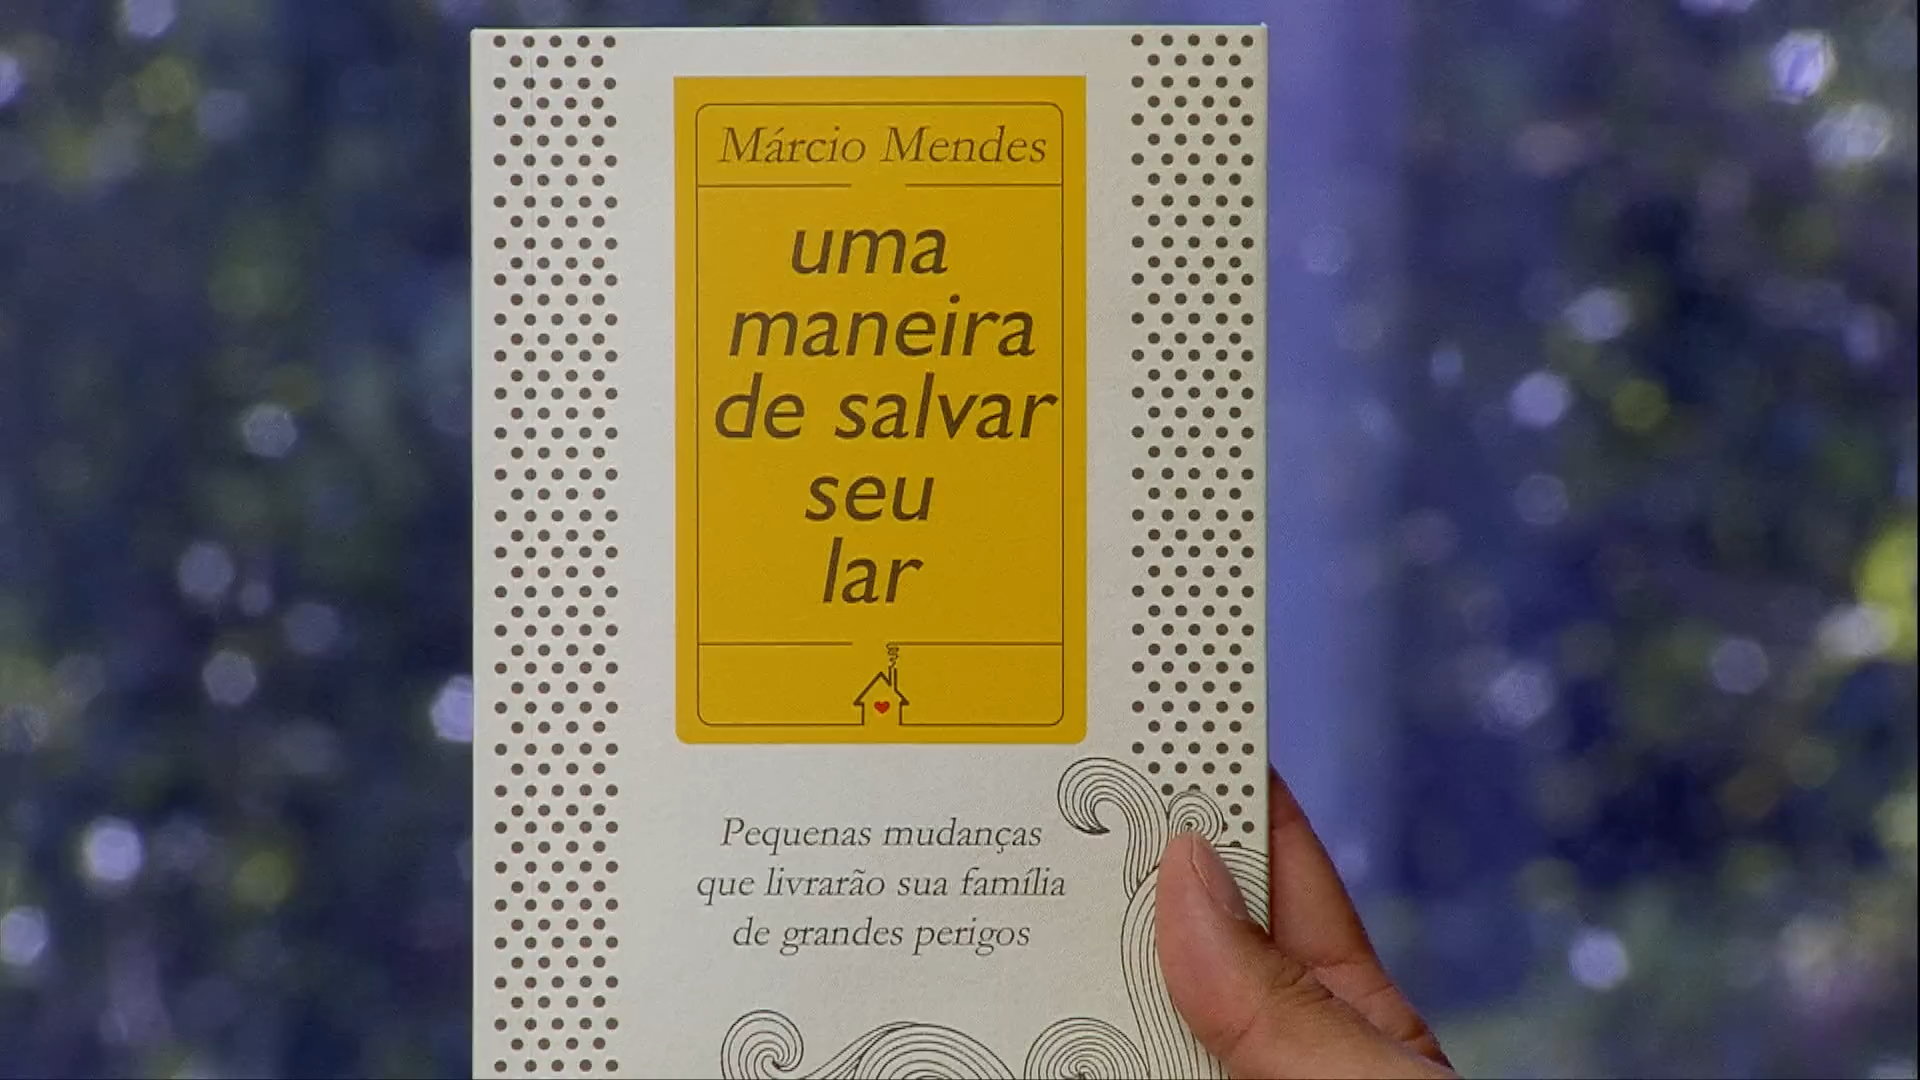 Márcio Mendes
uma
maneira
de salvar
seu
lar
Pequenas mudanças
que livrarão sua família
de grandes perigos